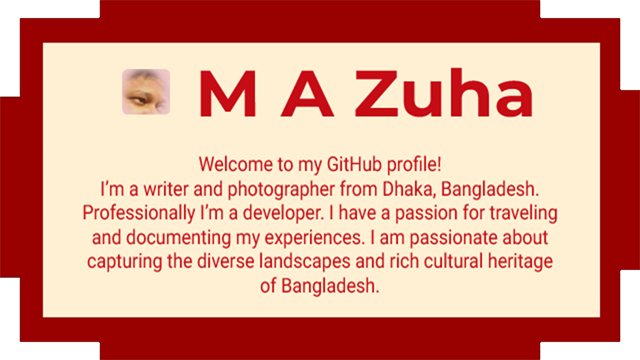 M A Zuha
Welcome to my GitHub profile!
I'm a writer and photographer from Dhaka, Bangladesh.
Professionally I'm a developer. I have a passion for traveling
and documenting my experiences. I am passionate about
capturing the diverse landscapes and rich cultural heritage
of Bangladesh.